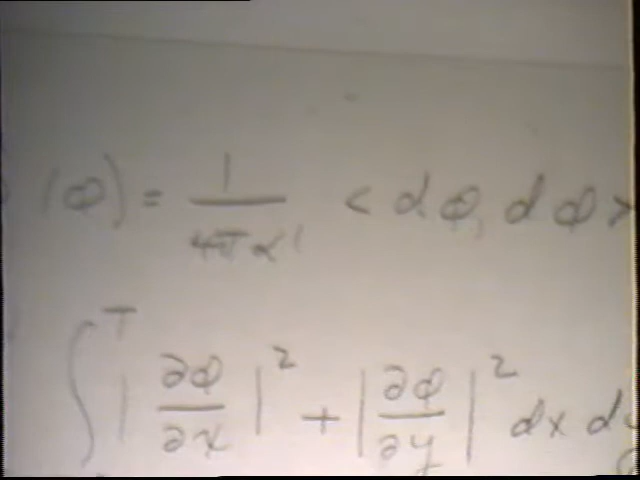 (φ) = 1/4πα' <dφ, dφ>
∫^T |∂φ/∂x|² + |∂φ/∂y|² dx d